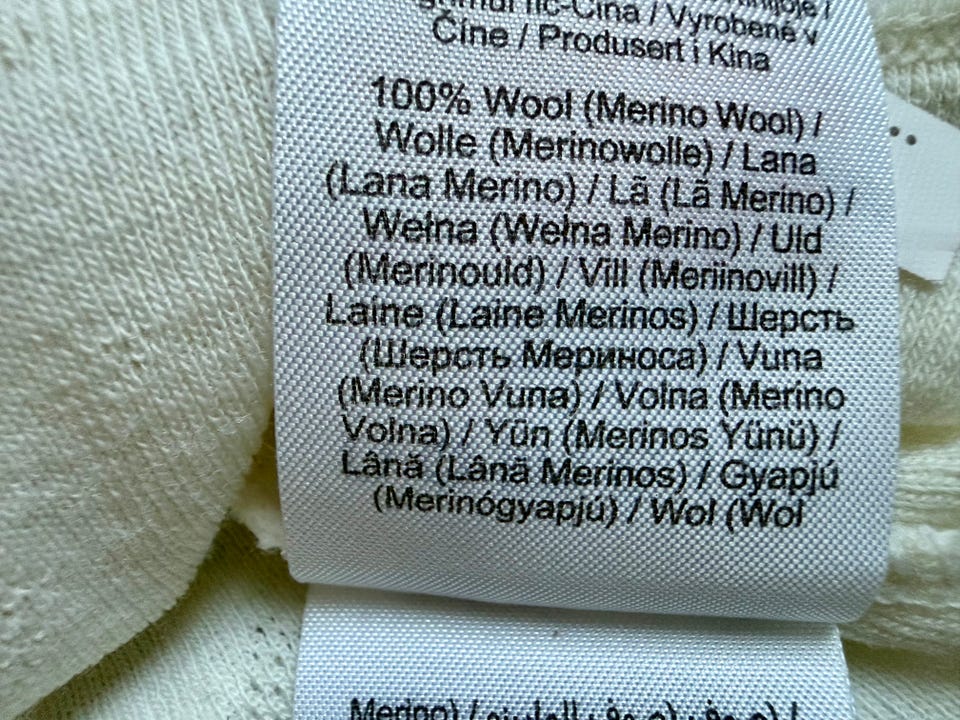 Čine / Produsert i Kina
100% Wool (Merino Wool) /
Wolle (Merinowolle) / Lana
(Lana Merino) / Lã (Lã Merino) /
Wełna (Wełna Merino) / Uld
(Merinould) / Vill (Meriinovill) /
Laine (Laine Merinos) / Шерсть
(Шерсть Мериноса) / Vuna
(Merino Vuna) / Volna (Merino
Volna) / Yün (Merinos Yünü) /
Lână (Lână Merinos) / Gyapjú
(Merinógyapjú) / Wol (Wol
Merino) /